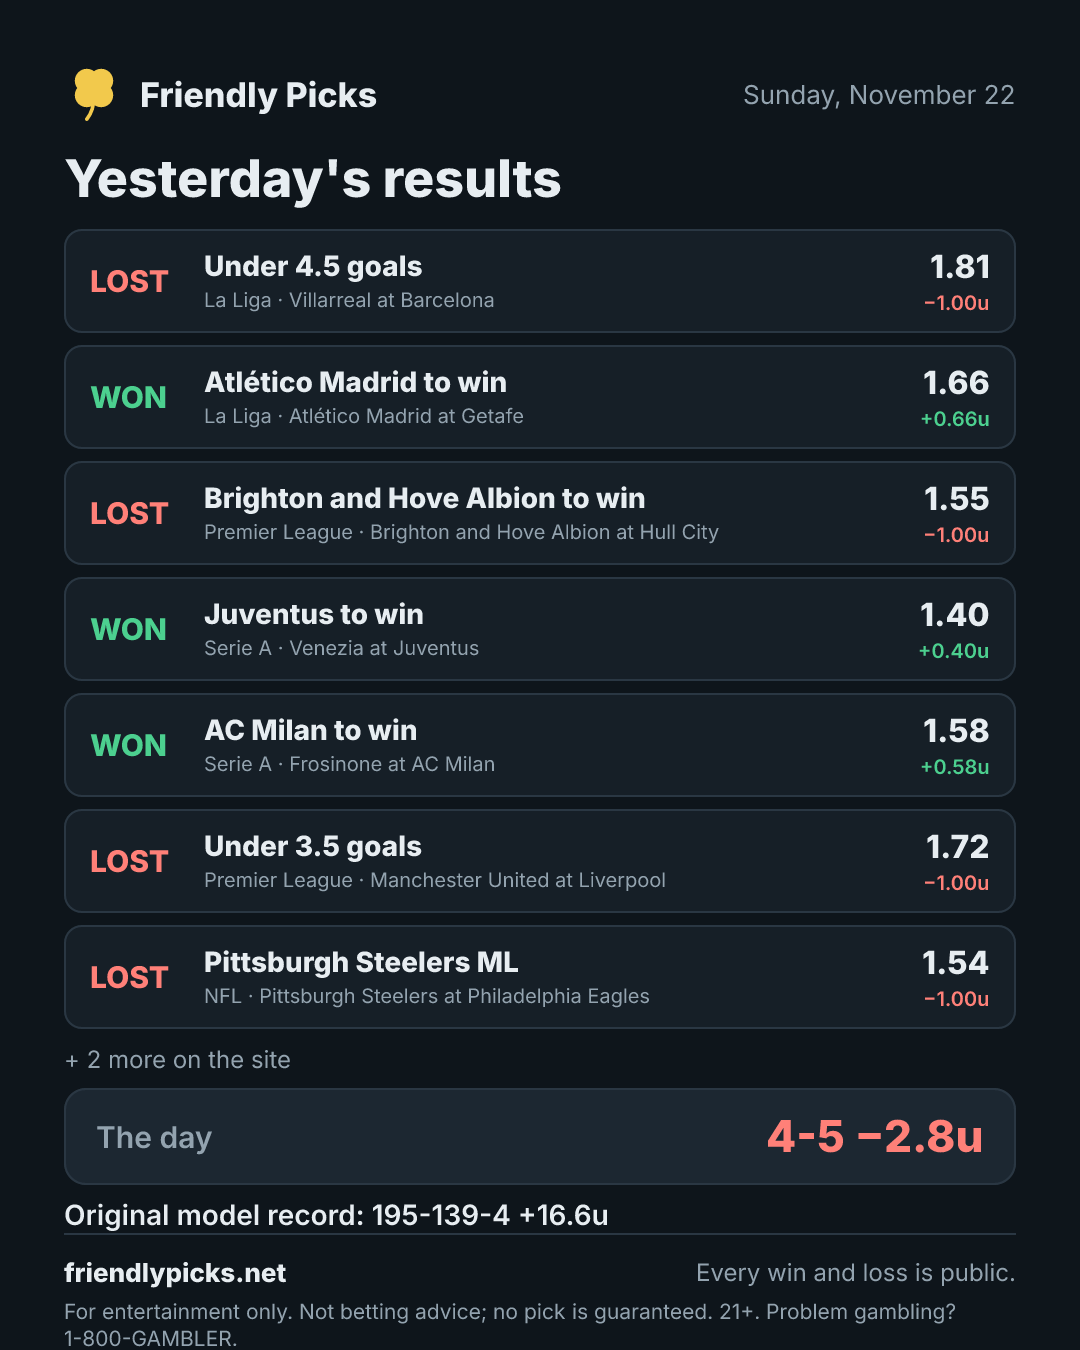 Friendly Picks
Sunday, November 22
Yesterday's results
LOST
Under 4.5 goals
La Liga · Villarreal at Barcelona
1.81
−1.00u
WON
Atlético Madrid to win
La Liga · Atlético Madrid at Getafe
1.66
+0.66u
LOST
Brighton and Hove Albion to win
Premier League · Brighton and Hove Albion at Hull City
1.55
−1.00u
WON
Juventus to win
Serie A · Venezia at Juventus
1.40
+0.40u
WON
AC Milan to win
Serie A · Frosinone at AC Milan
1.58
+0.58u
LOST
Under 3.5 goals
Premier League · Manchester United at Liverpool
1.72
−1.00u
LOST
Pittsburgh Steelers ML
NFL · Pittsburgh Steelers at Philadelphia Eagles
1.54
−1.00u
+ 2 more on the site
The day
4-5 −2.8u
Original model record: 195-139-4 +16.6u
friendlypicks.net
Every win and loss is public.
For entertainment only. Not betting advice; no pick is guaranteed. 21+. Problem gambling?
1-800-GAMBLER.